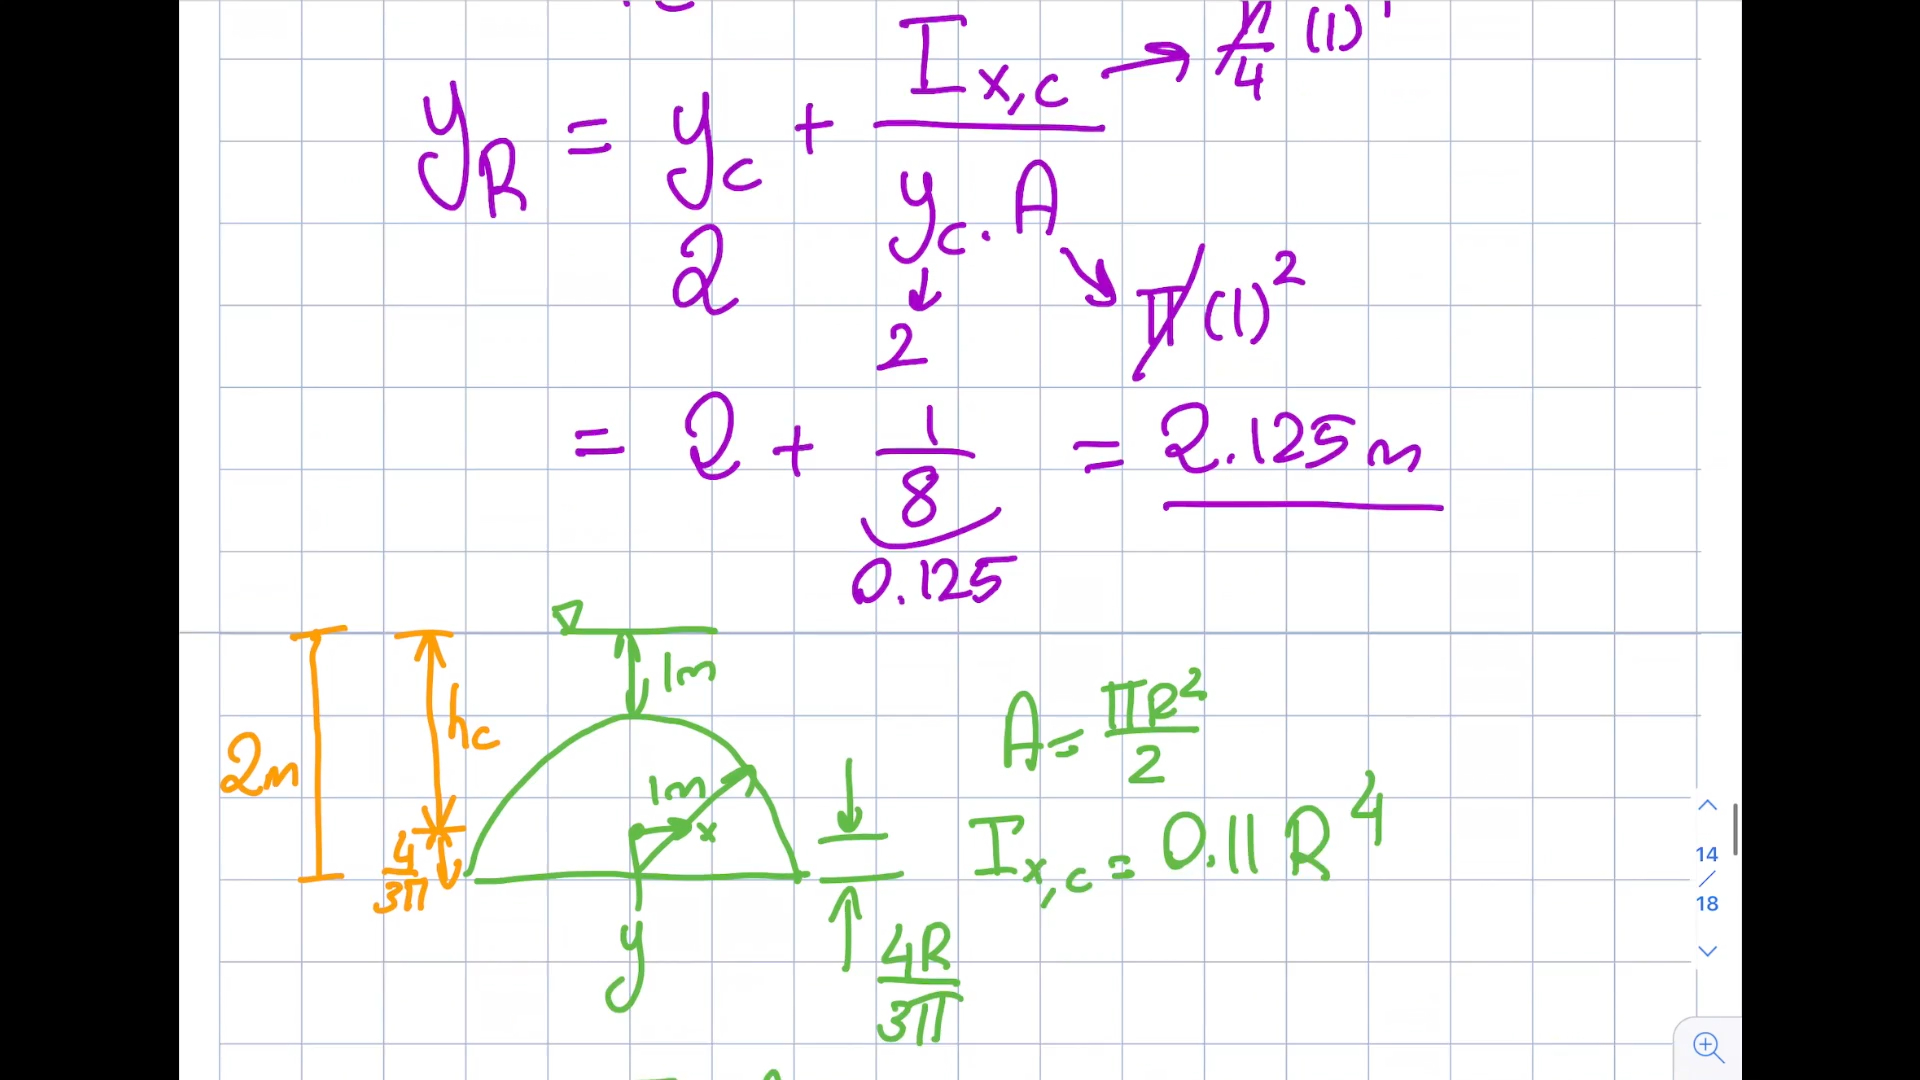 y_R = y_c + I_x,c / y_c . A
→ π/4 (1)
2
↓ 2
π (1)²
= 2 + 1/8 = 2.125 m
0.125
1m
2m
h_c
A = πR²/2
1m
x
I_x,c = 0.11 R⁴
4/3π
y
4R/3π
14
/
18